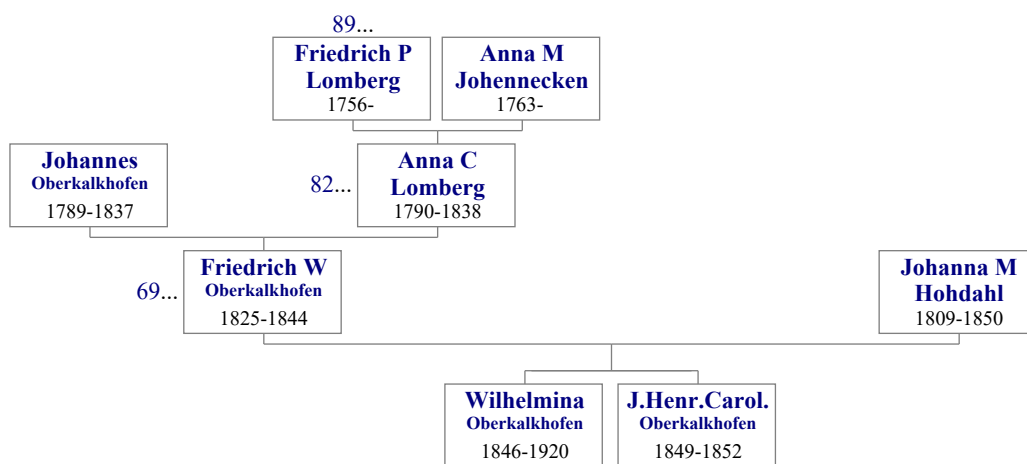 89...
Friedrich P
Lomberg
1756-
Anna M
Johennecken
1763-
Johannes
Oberkalkhofen
1789-1837
82...
Anna C
Lomberg
1790-1838
69...
Friedrich W
Oberkalkhofen
1825-1844
Johanna M
Hohdahl
1809-1850
Wilhelmina
Oberkalkhofen
1846-1920
J.Henr.Carol.
Oberkalkhofen
1849-1852